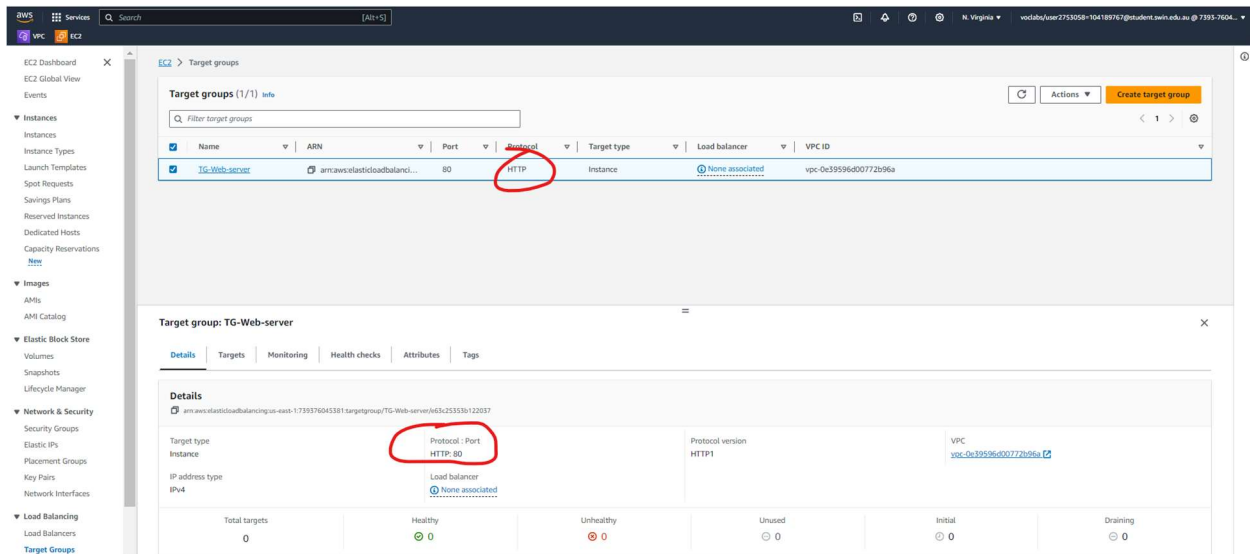 aws Services Search [Alt+S] N. Virginia voclabs/user2753058=104189767@student.swin.edu.au @ 7393-7604...
VPC EC2
EC2 Dashboard
EC2 Global View
Events
Instances
Instances
Instance Types
Launch Templates
Spot Requests
Savings Plans
Reserved Instances
Dedicated Hosts
Capacity Reservations
New
Images
AMIs
AMI Catalog
Elastic Block Store
Volumes
Snapshots
Lifecycle Manager
Network & Security
Security Groups
Elastic IPs
Placement Groups
Key Pairs
Network Interfaces
Load Balancing
Load Balancers
Target Groups
EC2 > Target groups
Target groups (1/1) Info Actions Create target group
Filter target groups < 1 >
Name ARN Port Protocol Target type Load balancer VPC ID
TG-Web-server arn:aws:elasticloadbalanci... 80 HTTP Instance None associated vpc-0e39596d00772b96a
Target group: TG-Web-server
Details Targets Monitoring Health checks Attributes Tags
Details
arn:aws:elasticloadbalancing:us-east-1:739376045381:targetgroup/TG-Web-server/e63c25353b122037
Target type Protocol : Port Protocol version VPC
Instance HTTP: 80 HTTP1 vpc-0e39596d00772b96a
IP address type Load balancer
IPv4 None associated
Total targets Healthy Unhealthy Unused Initial Draining
0 0 0 0 0 0